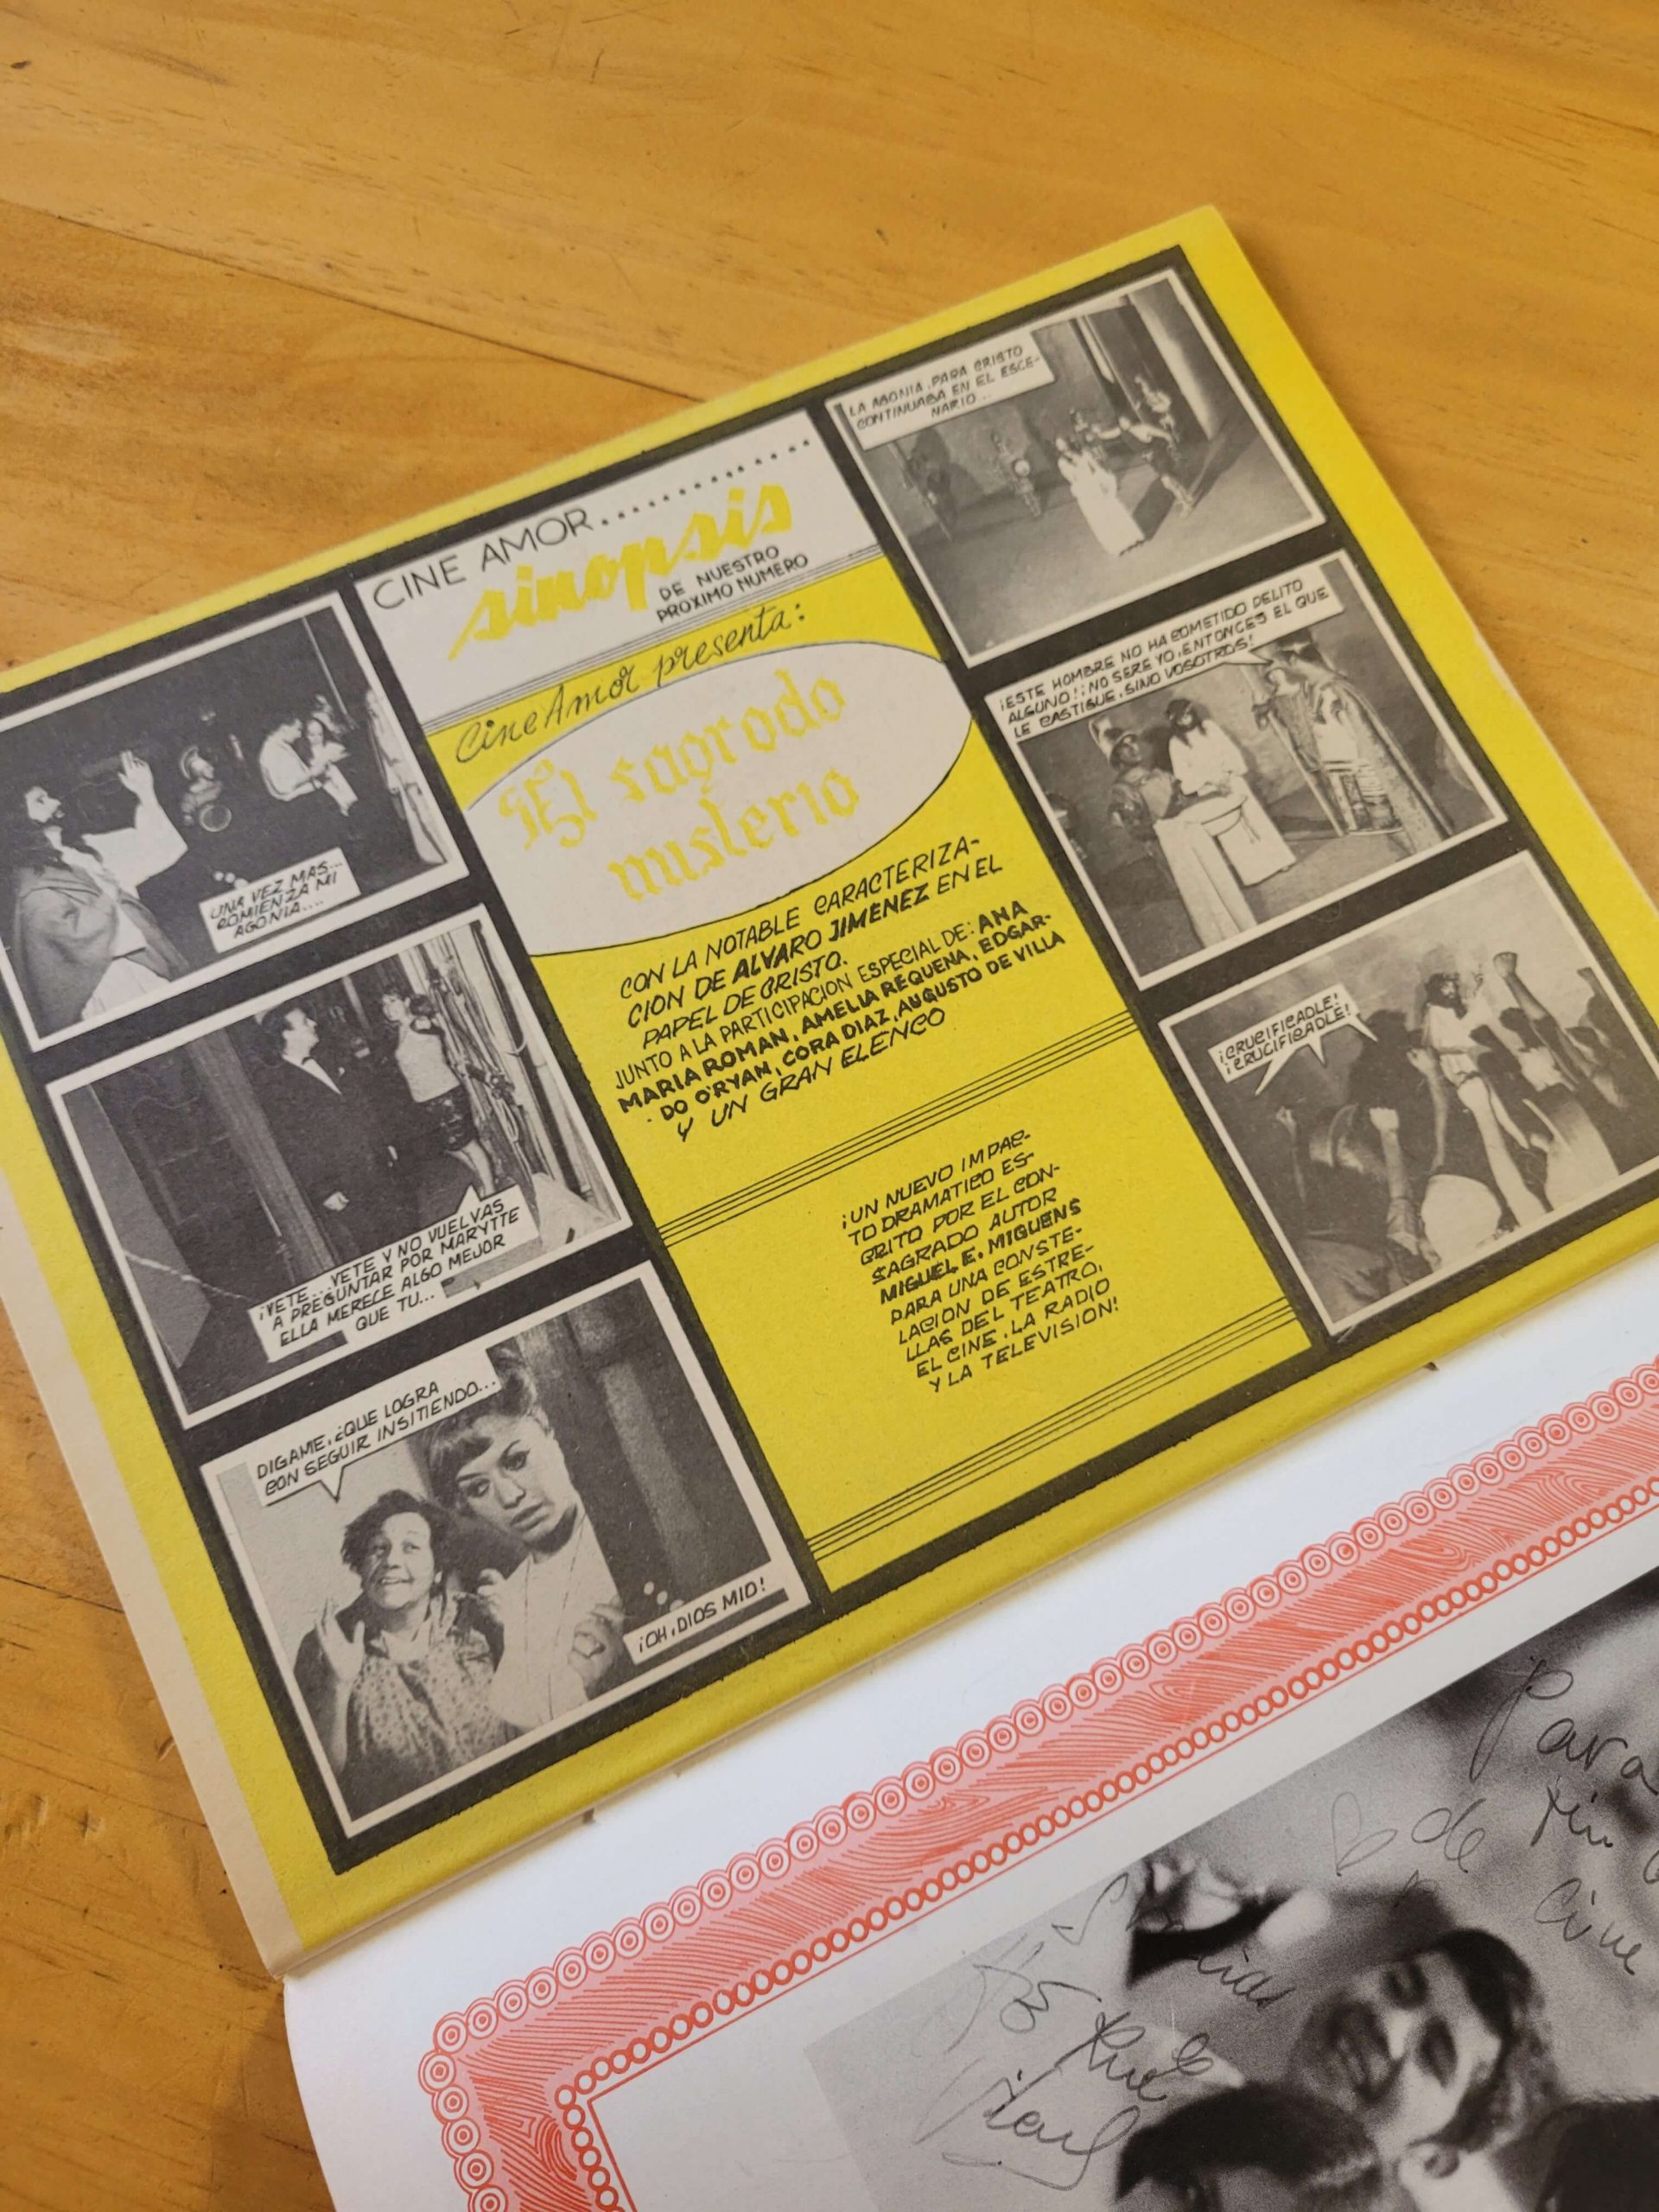 CINE AMOR..............
sinopsis
DE NUESTRO
PROXIMO NUMERO
Cine Amor presenta:
El sagrado
misterio
CON LA NOTABLE CARACTERIZA-
CION DE ALVARO JIMENEZ EN EL
PAPEL DE CRISTO.
JUNTO A LA PARTICIPACION ESPECIAL DE: ANA
MARIA ROMAN, AMELIA REQUENA, EDGAR-
DO O'RYAN, CORA DIAZ, AUGUSTO DE VILLA
Y UN GRAN ELENCO
¡UN NUEVO IMPAC-
TO DRAMATICO ES-
CRITO POR EL CON-
SAGRADO AUTOR
MIGUEL E. MIGUENS
PARA UNA CONSTE-
LACION DE ESTRE-
LLAS DEL TEATRO,
EL CINE, LA RADIO
Y LA TELEVISION!
UNA VEZ MAS...
COMIENZA MI
AGONIA....
¡VETE... VETE Y NO VUELVAS
A PREGUNTAR POR MARYTTE
ELLA MERECE ALGO MEJOR
QUE TU...
DIGAME, ¿QUE LOGRA
CON SEGUIR INSITIENDO...
¡OH, DIOS MIO!
LA AGONIA, PARA CRISTO
CONTINUABA EN EL ESCE-
NARIO...
¡ESTE HOMBRE NO HA COMETIDO DELITO
ALGUNO! ¡NO SERE YO, ENTONCES EL QUE
LE CASTIGUE, SINO VOSOTROS!
¡CRUCIFICADLE!,
¡CRUCIFICADLE!
Para
de
Cine